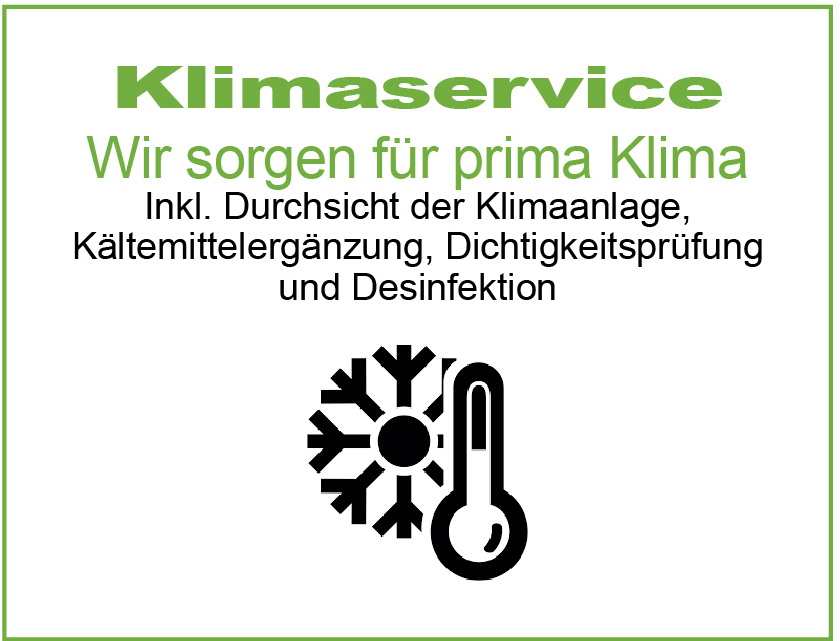 Klimaservice
Wir sorgen für prima Klima
Inkl. Durchsicht der Klimaanlage,
Kältemittelergänzung, Dichtigkeitsprüfung
und Desinfektion